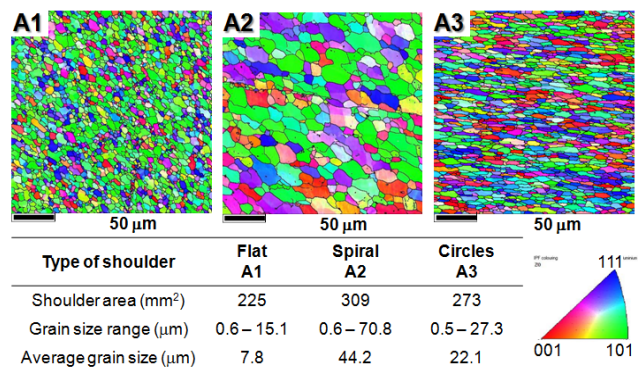 A1 A2 A3
50 μm 50 μm 50 μm
Type of shoulder Flat A1 Spiral A2 Circles A3
Shoulder area (mm²) 225 309 273
Grain size range (μm) 0.6 – 15.1 0.6 – 70.8 0.5 – 27.3
Average grain size (μm) 7.8 44.2 22.1
111
001 101